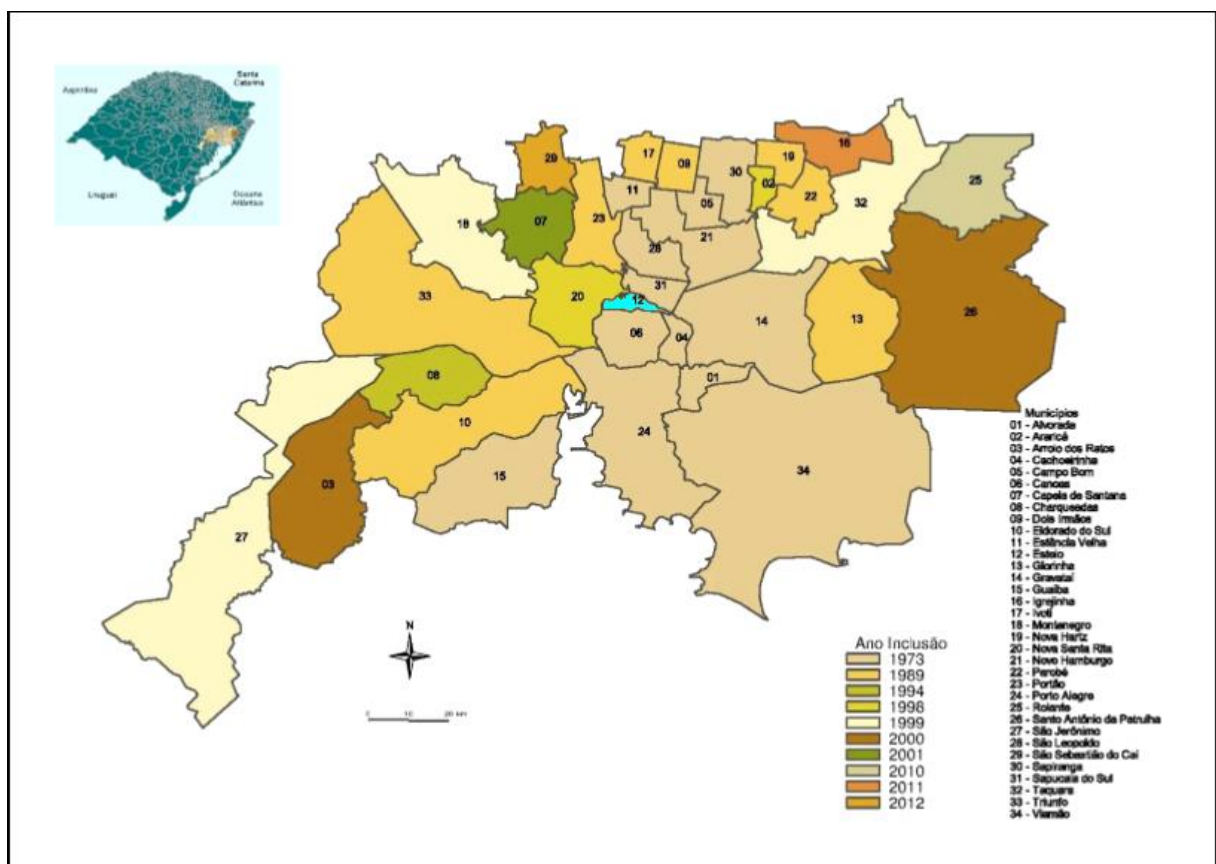 Santa
Catarina
Argentina
Uruguai
Oceano
Atlântico
29
17
09
30
19
16
02
25
11
05
22
32
18
07
23
28
21
33
20
31
12
14
13
26
06
04
08
01
10
24
15
34
03
27
N
0 10 20 km
Ano Inclusão
1973
1989
1994
1998
1999
2000
2001
2010
2011
2012
Municípios
01 - Alvorada
02 - Araricá
03 - Arroio dos Ratos
04 - Cachoeirinha
05 - Campo Bom
06 - Canoas
07 - Capela de Santana
08 - Charqueadas
09 - Dois Irmãos
10 - Eldorado do Sul
11 - Estância Velha
12 - Esteio
13 - Glorinha
14 - Gravataí
15 - Guaíba
16 - Igrejinha
17 - Ivoti
18 - Montenegro
19 - Nova Hartz
20 - Nova Santa Rita
21 - Novo Hamburgo
22 - Parobé
23 - Portão
24 - Porto Alegre
25 - Rolante
26 - Santo Antônio da Patrulha
27 - São Jerônimo
28 - São Leopoldo
29 - São Sebastião do Caí
30 - Sapiranga
31 - Sapucaia do Sul
32 - Taquara
33 - Triunfo
34 - Viamão